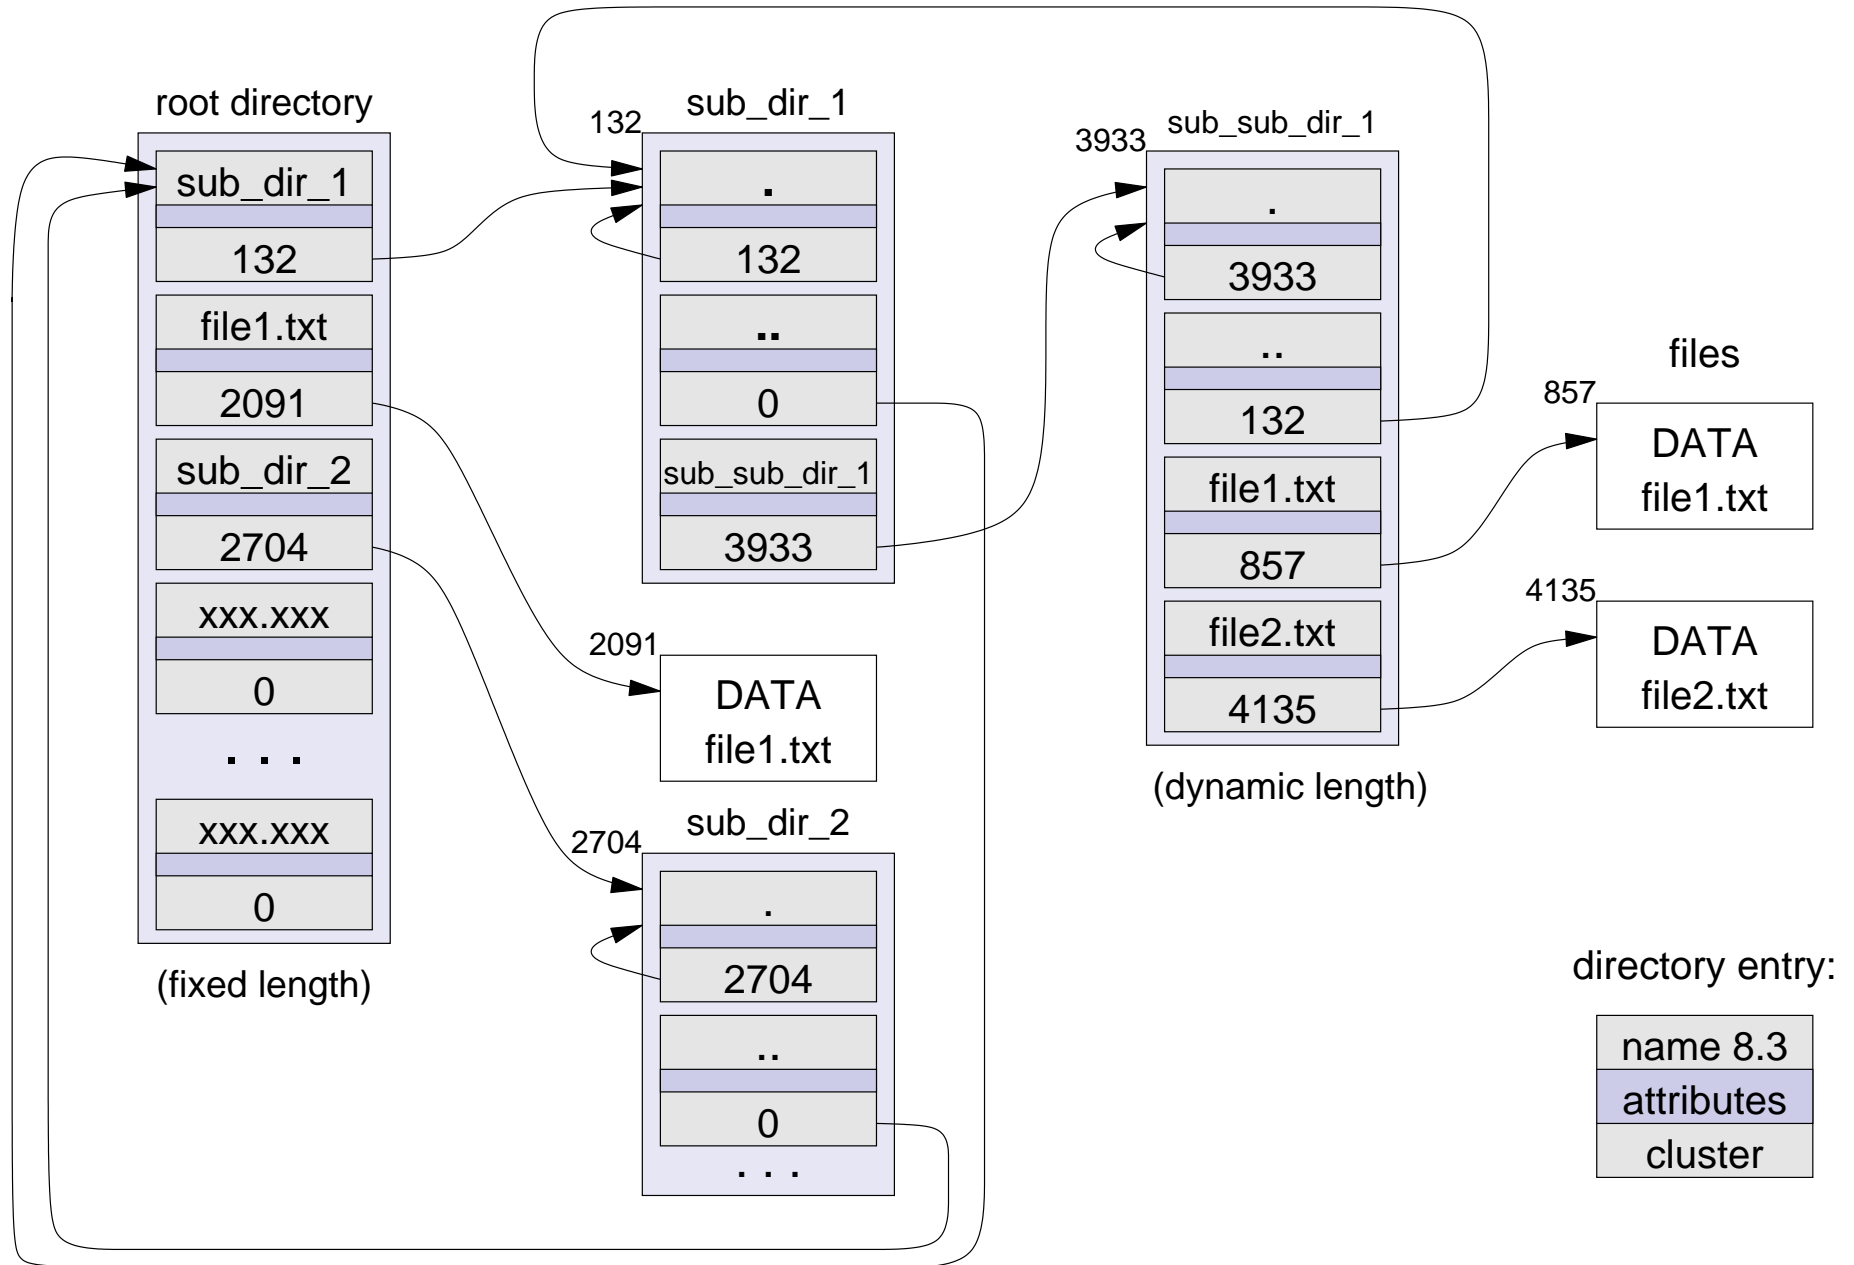 root directory
sub_dir_1
132
file1.txt
2091
sub_dir_2
2704
xxx.xxx
0
. . .
xxx.xxx
0
(fixed length)
sub_dir_1
132
.
132
..
0
sub_sub_dir_1
3933
2091
DATA
file1.txt
sub_dir_2
2704
.
2704
..
0
. . .
sub_sub_dir_1
3933
.
3933
..
132
file1.txt
857
file2.txt
4135
(dynamic length)
files
857
DATA
file1.txt
4135
DATA
file2.txt
directory entry:
name 8.3
attributes
cluster